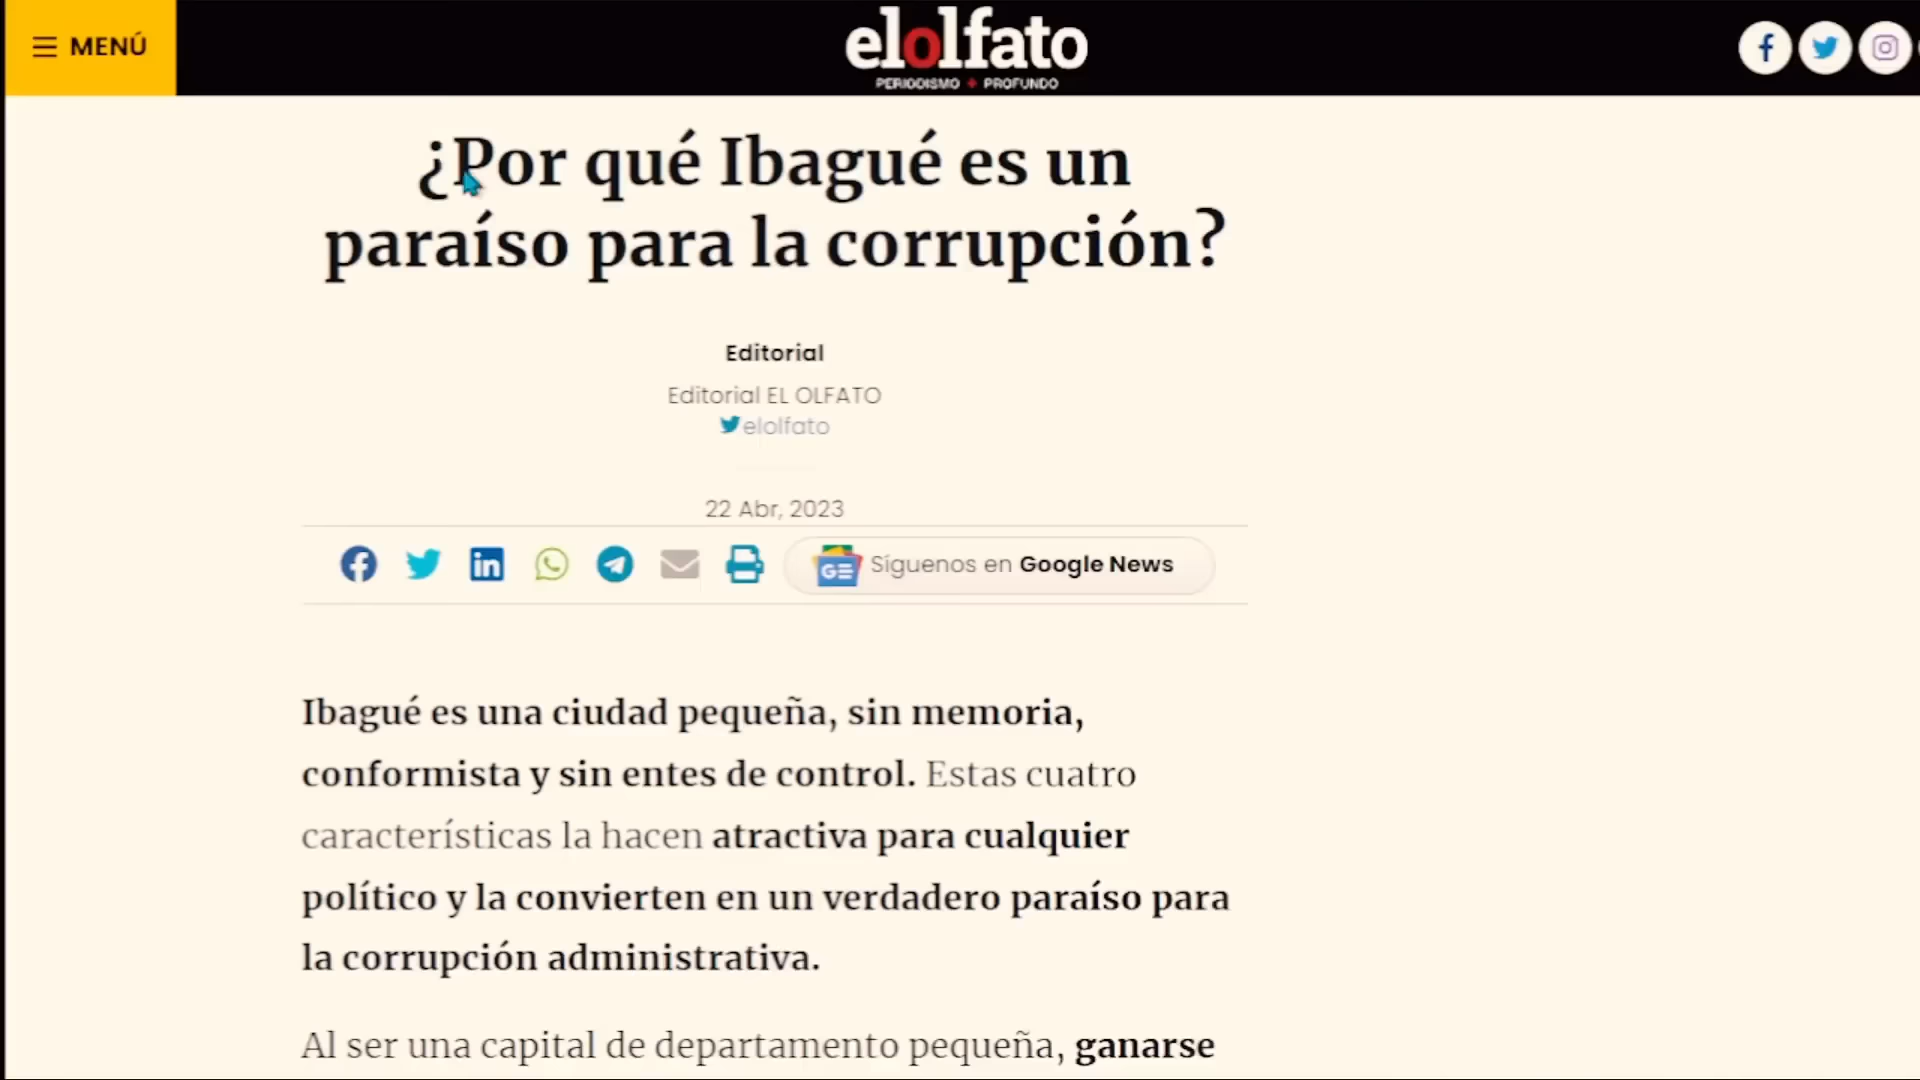 MENÚ
elolfato
PERIODISMO + PROFUNDO
¿Por qué Ibagué es un
paraíso para la corrupción?
Editorial
Editorial EL OLFATO
elolfato
22 Abr, 2023
Síguenos en Google News
Ibagué es una ciudad pequeña, sin memoria,
conformista y sin entes de control. Estas cuatro
características la hacen atractiva para cualquier
político y la convierten en un verdadero paraíso para
la corrupción administrativa.
Al ser una capital de departamento pequeña, ganarse